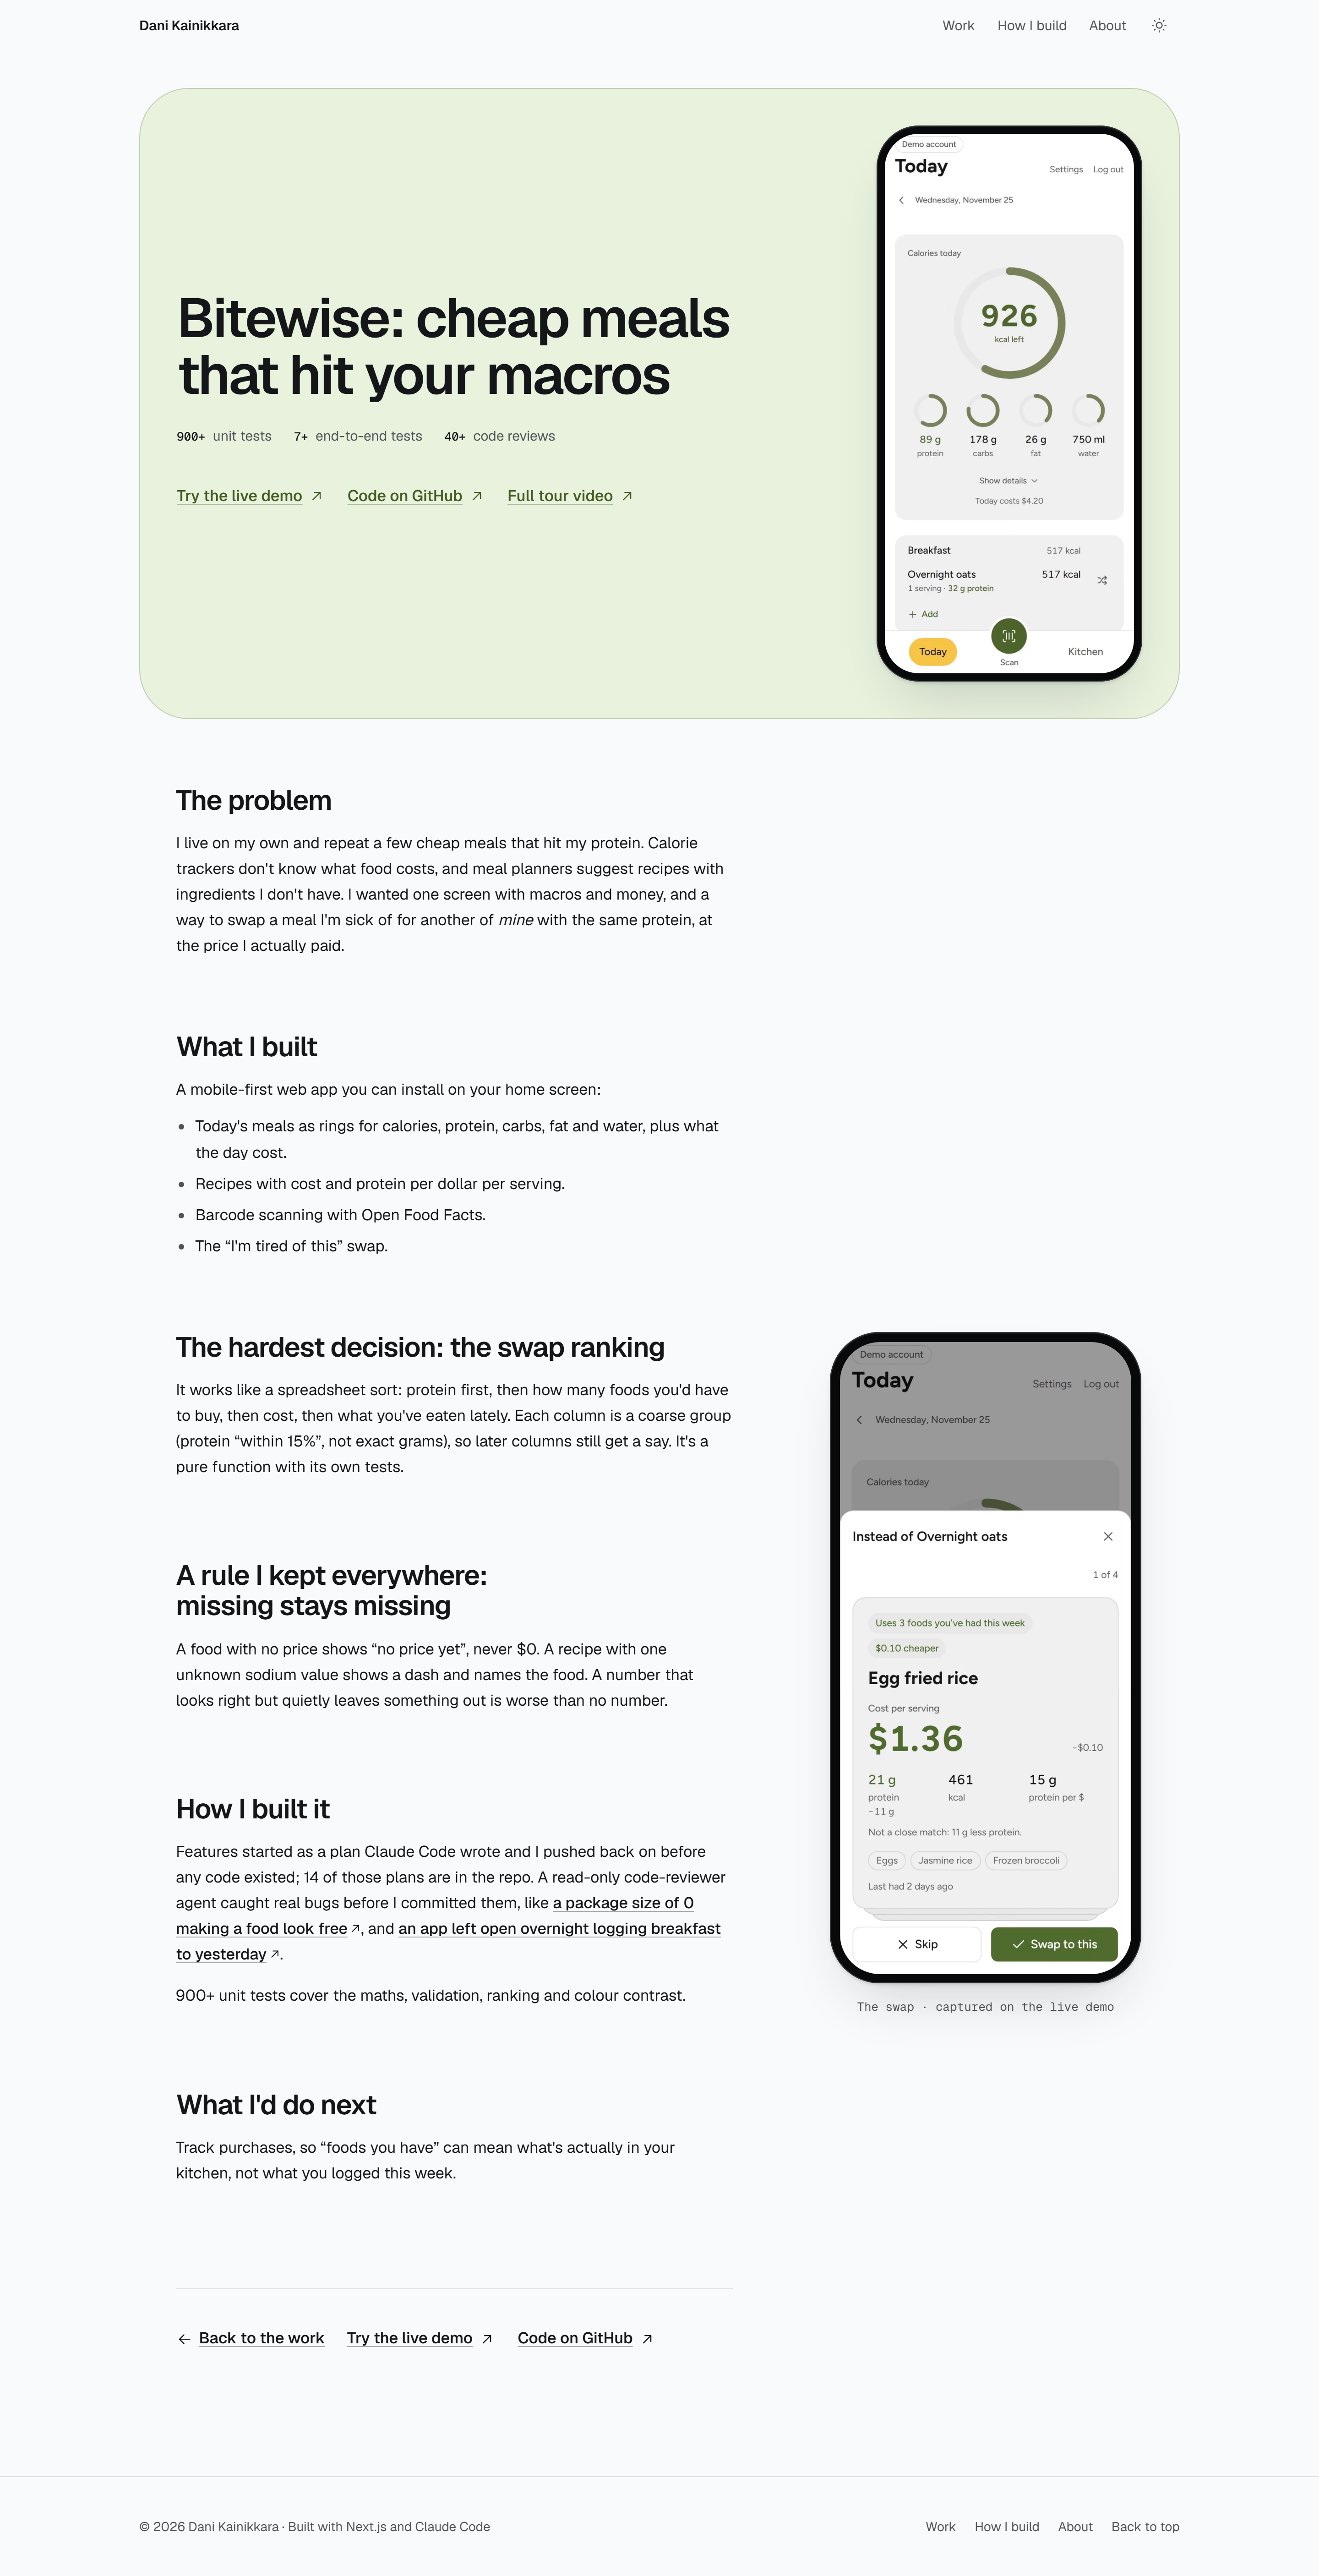 Dani Kainikkara
Work How I build About
Bitewise: cheap meals
that hit your macros
900+ unit tests 7+ end-to-end tests 40+ code reviews
Try the live demo ↗ Code on GitHub ↗ Full tour video ↗
Demo account
Today
Settings Log out
Wednesday, November 25
Calories today
926
kcal left
89 g 178 g 26 g 750 ml
protein carbs fat water
Show details
Today costs $4.20
Breakfast 517 kcal
Overnight oats 517 kcal
1 serving · 32 g protein
+ Add
Today Scan Kitchen
The problem
I live on my own and repeat a few cheap meals that hit my protein. Calorie
trackers don't know what food costs, and meal planners suggest recipes with
ingredients I don't have. I wanted one screen with macros and money, and a
way to swap a meal I'm sick of for another of mine with the same protein, at
the price I actually paid.
What I built
A mobile-first web app you can install on your home screen:
• Today's meals as rings for calories, protein, carbs, fat and water, plus what
the day cost.
• Recipes with cost and protein per dollar per serving.
• Barcode scanning with Open Food Facts.
• The “I'm tired of this” swap.
The hardest decision: the swap ranking
It works like a spreadsheet sort: protein first, then how many foods you'd have
to buy, then cost, then what you've eaten lately. Each column is a coarse group
(protein “within 15%”, not exact grams), so later columns still get a say. It's a
pure function with its own tests.
A rule I kept everywhere:
missing stays missing
A food with no price shows “no price yet”, never $0. A recipe with one
unknown sodium value shows a dash and names the food. A number that
looks right but quietly leaves something out is worse than no number.
How I built it
Features started as a plan Claude Code wrote and I pushed back on before
any code existed; 14 of those plans are in the repo. A read-only code-reviewer
agent caught real bugs before I committed them, like a package size of 0
making a food look free ↗, and an app left open overnight logging breakfast
to yesterday ↗.
900+ unit tests cover the maths, validation, ranking and colour contrast.
Demo account
Today
Settings Log out
Wednesday, November 25
Calories today
Instead of Overnight oats
1 of 4
Uses 3 foods you've had this week
$0.10 cheaper
Egg fried rice
Cost per serving
$1.36 −$0.10
21 g 461 15 g
protein kcal protein per $
−11 g
Not a close match: 11 g less protein.
Eggs Jasmine rice Frozen broccoli
Last had 2 days ago
Skip Swap to this
The swap · captured on the live demo
What I'd do next
Track purchases, so “foods you have” can mean what's actually in your
kitchen, not what you logged this week.
← Back to the work Try the live demo ↗ Code on GitHub ↗
© 2026 Dani Kainikkara · Built with Next.js and Claude Code
Work How I build About Back to top